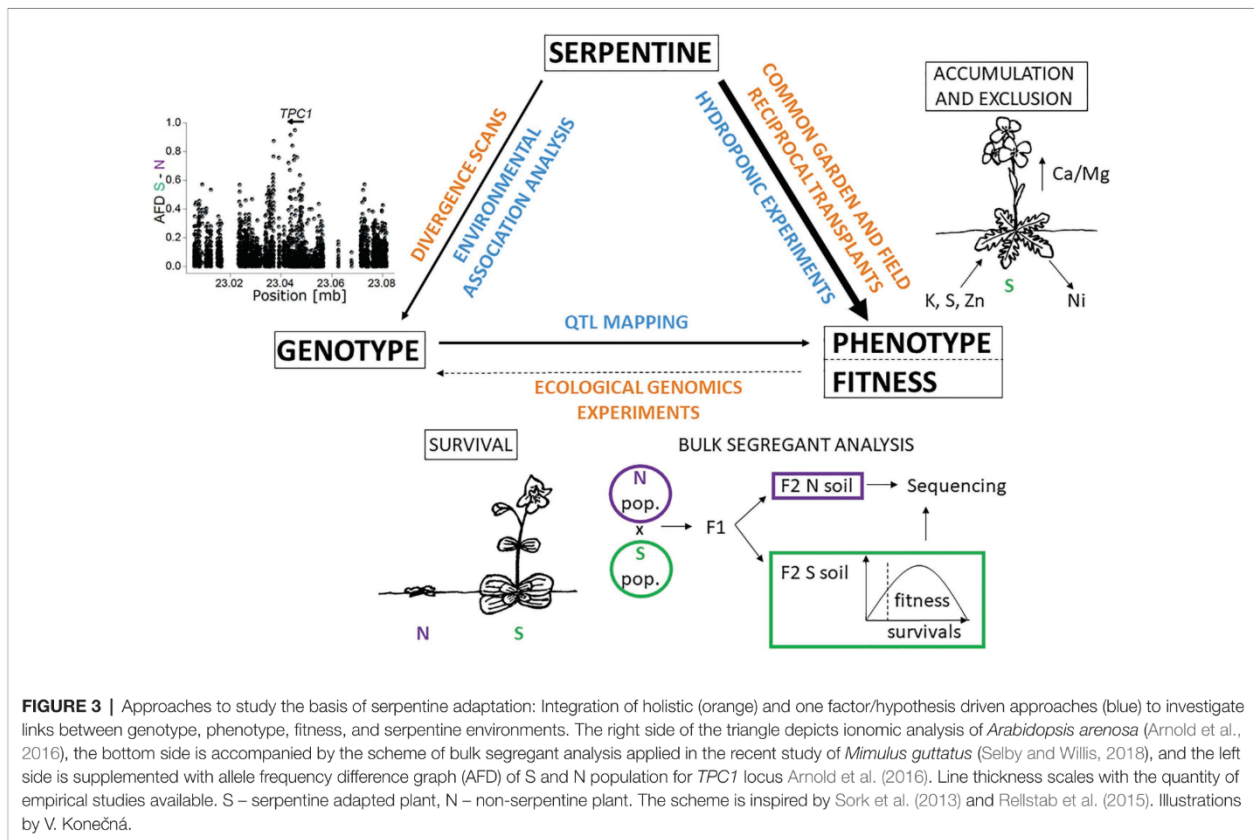 SERPENTINE
TPC1
1.0
0.8
0.6
0.4
0.2
0.0
AFD S - N
23.02
23.04
23.06
23.08
Position [mb]
DIVERGENCE SCANS
ENVIRONMENTAL
ASSOCIATION ANALYSIS
COMMON GARDEN AND FIELD
RECIPROCAL TRANSPLANTS
HYDROPONIC EXPERIMENTS
ACCUMULATION
AND EXCLUSION
Ca/Mg
K, S, Zn
S
Ni
GENOTYPE
QTL MAPPING
PHENOTYPE
FITNESS
ECOLOGICAL GENOMICS
EXPERIMENTS
SURVIVAL
N
S
BULK SEGREGANT ANALYSIS
N
pop.
x
S
pop.
F1
F2 N soil
Sequencing
F2 S soil
fitness
survivals
FIGURE 3 | Approaches to study the basis of serpentine adaptation: Integration of holistic (orange) and one factor/hypothesis driven approaches (blue) to investigate
links between genotype, phenotype, fitness, and serpentine environments. The right side of the triangle depicts ionomic analysis of Arabidopsis arenosa (Arnold et al.,
2016), the bottom side is accompanied by the scheme of bulk segregant analysis applied in the recent study of Mimulus guttatus (Selby and Willis, 2018), and the left
side is supplemented with allele frequency difference graph (AFD) of S and N population for TPC1 locus Arnold et al. (2016). Line thickness scales with the quantity of
empirical studies available. S – serpentine adapted plant, N – non-serpentine plant. The scheme is inspired by Sork et al. (2013) and Rellstab et al. (2015). Illustrations
by V. Konečná.